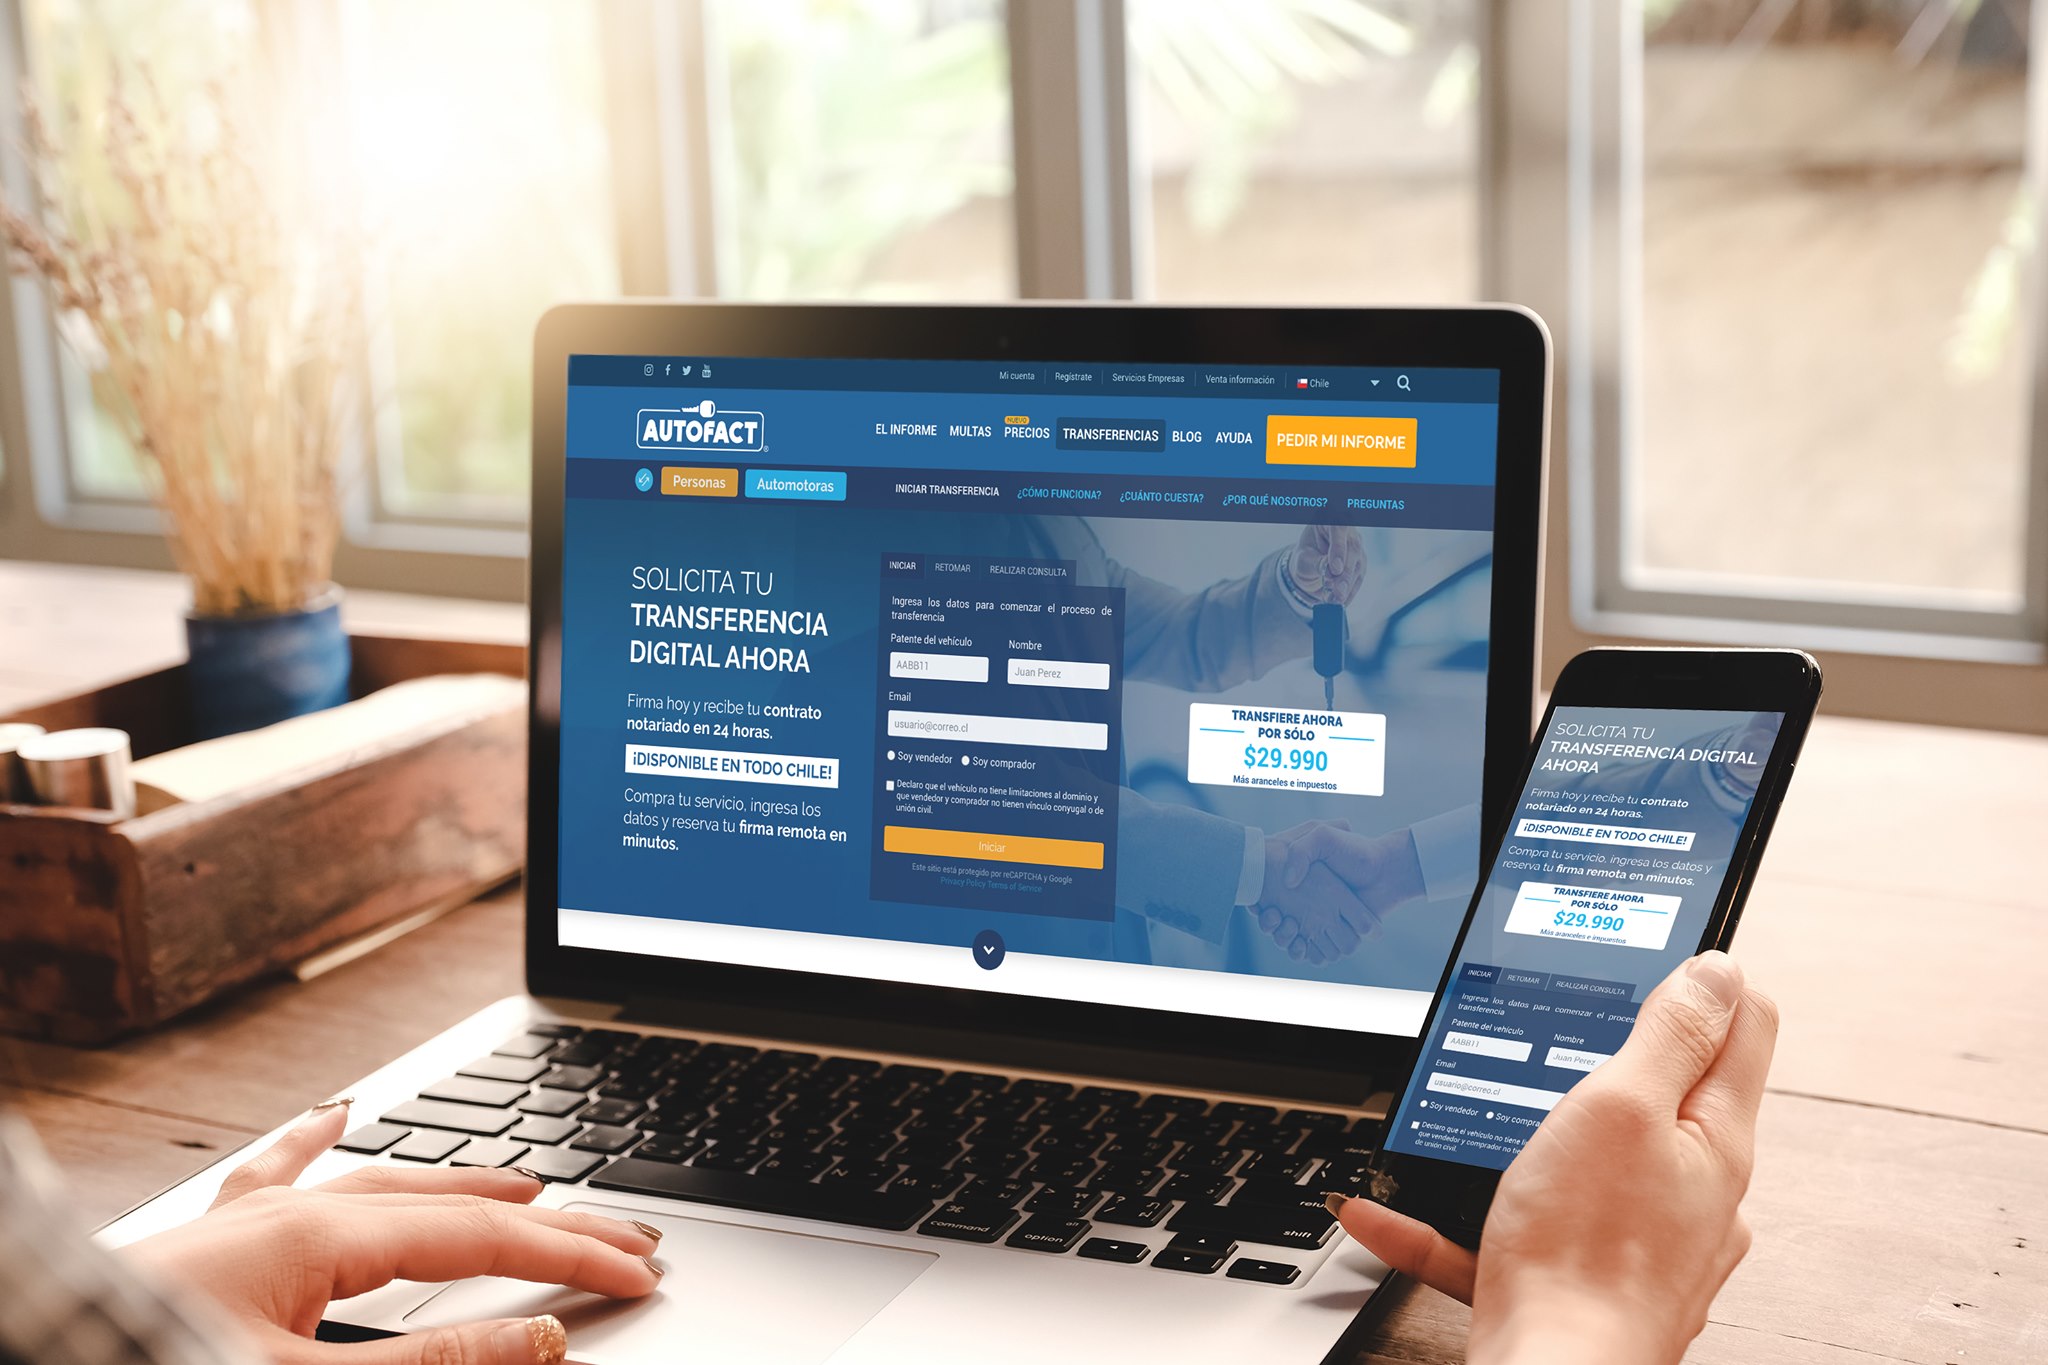 Mi cuenta
Regístrate
Servicios Empresas
Venta información
Chile
AUTOFACT
®
EL INFORME
MULTAS
NUEVO
PRECIOS
TRANSFERENCIAS
BLOG
AYUDA
PEDIR MI INFORME
Personas
Automotoras
INICIAR TRANSFERENCIA
¿CÓMO FUNCIONA?
¿CUÁNTO CUESTA?
¿POR QUÉ NOSOTROS?
PREGUNTAS
SOLICITA TU
TRANSFERENCIA
DIGITAL AHORA
Firma hoy y recibe tu contrato
notariado en 24 horas.
¡DISPONIBLE EN TODO CHILE!
Compra tu servicio, ingresa los
datos y reserva tu firma remota en
minutos.
INICIAR
RETOMAR
REALIZAR CONSULTA
Ingresa los datos para comenzar el proceso de
transferencia
Patente del vehículo
Nombre
AABB11
Juan Perez
Email
usuario@correo.cl
Soy vendedor
Soy comprador
Declaro que el vehículo no tiene limitaciones al dominio y
que vendedor y comprador no tienen vínculo conyugal o de
unión civil.
Iniciar
Este sitio está protegido por reCAPTCHA y Google
Privacy Policy Terms of Service
TRANSFIERE AHORA
POR SÓLO
$29.990
Más aranceles e impuestos
SOLICITA TU
TRANSFERENCIA DIGITAL
AHORA
Firma hoy y recibe tu contrato
notariado en 24 horas.
¡DISPONIBLE EN TODO CHILE!
Compra tu servicio, ingresa los datos y
reserva tu firma remota en minutos.
TRANSFIERE AHORA
POR SÓLO
$29.990
Más aranceles e impuestos
INICIAR
RETOMAR
REALIZAR CONSULTA
Ingresa los datos para comenzar el proces
transferencia
Patente del vehículo
Nombre
AABB11
Juan Perez
Email
usuario@correo.cl
Soy vendedor
Soy compra
Declaro que el vehículo no tiene li
que vendedor y comprador no tie
de unión civil.
command
option
shift